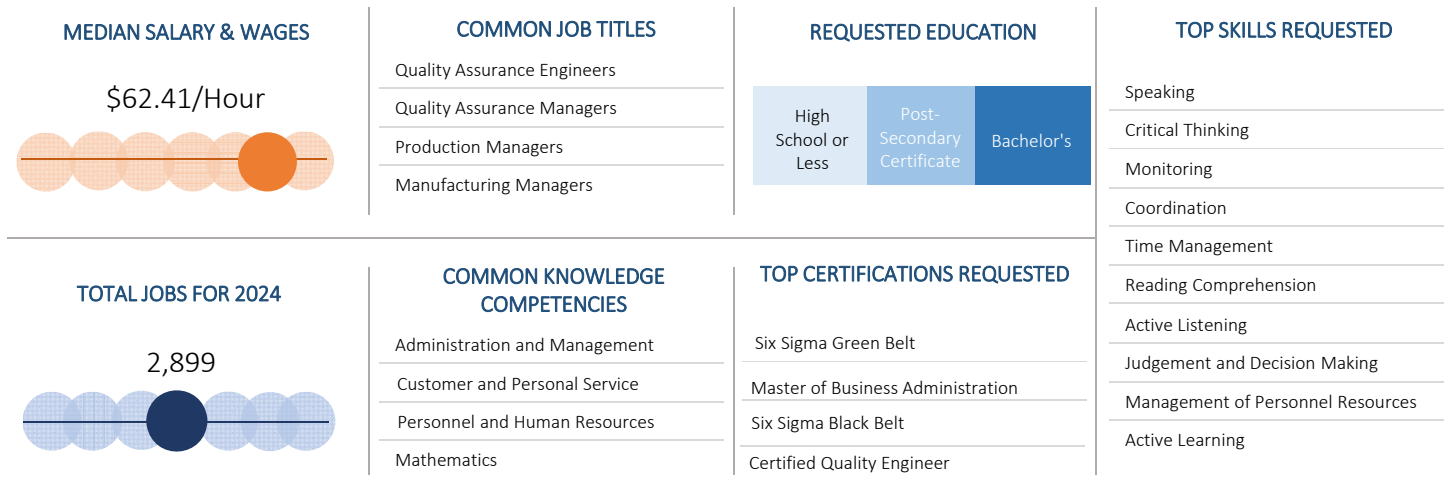 MEDIAN SALARY & WAGES
$62.41/Hour
COMMON JOB TITLES
Quality Assurance Engineers
Quality Assurance Managers
Production Managers
Manufacturing Managers
REQUESTED EDUCATION
High
School or
Less
Post-
Secondary
Certificate
Bachelor's
TOP SKILLS REQUESTED
Speaking
Critical Thinking
Monitoring
Coordination
Time Management
Reading Comprehension
Active Listening
Judgement and Decision Making
Management of Personnel Resources
Active Learning
TOTAL JOBS FOR 2024
2,899
COMMON KNOWLEDGE
COMPETENCIES
Administration and Management
Customer and Personal Service
Personnel and Human Resources
Mathematics
TOP CERTIFICATIONS REQUESTED
Six Sigma Green Belt
Master of Business Administration
Six Sigma Black Belt
Certified Quality Engineer